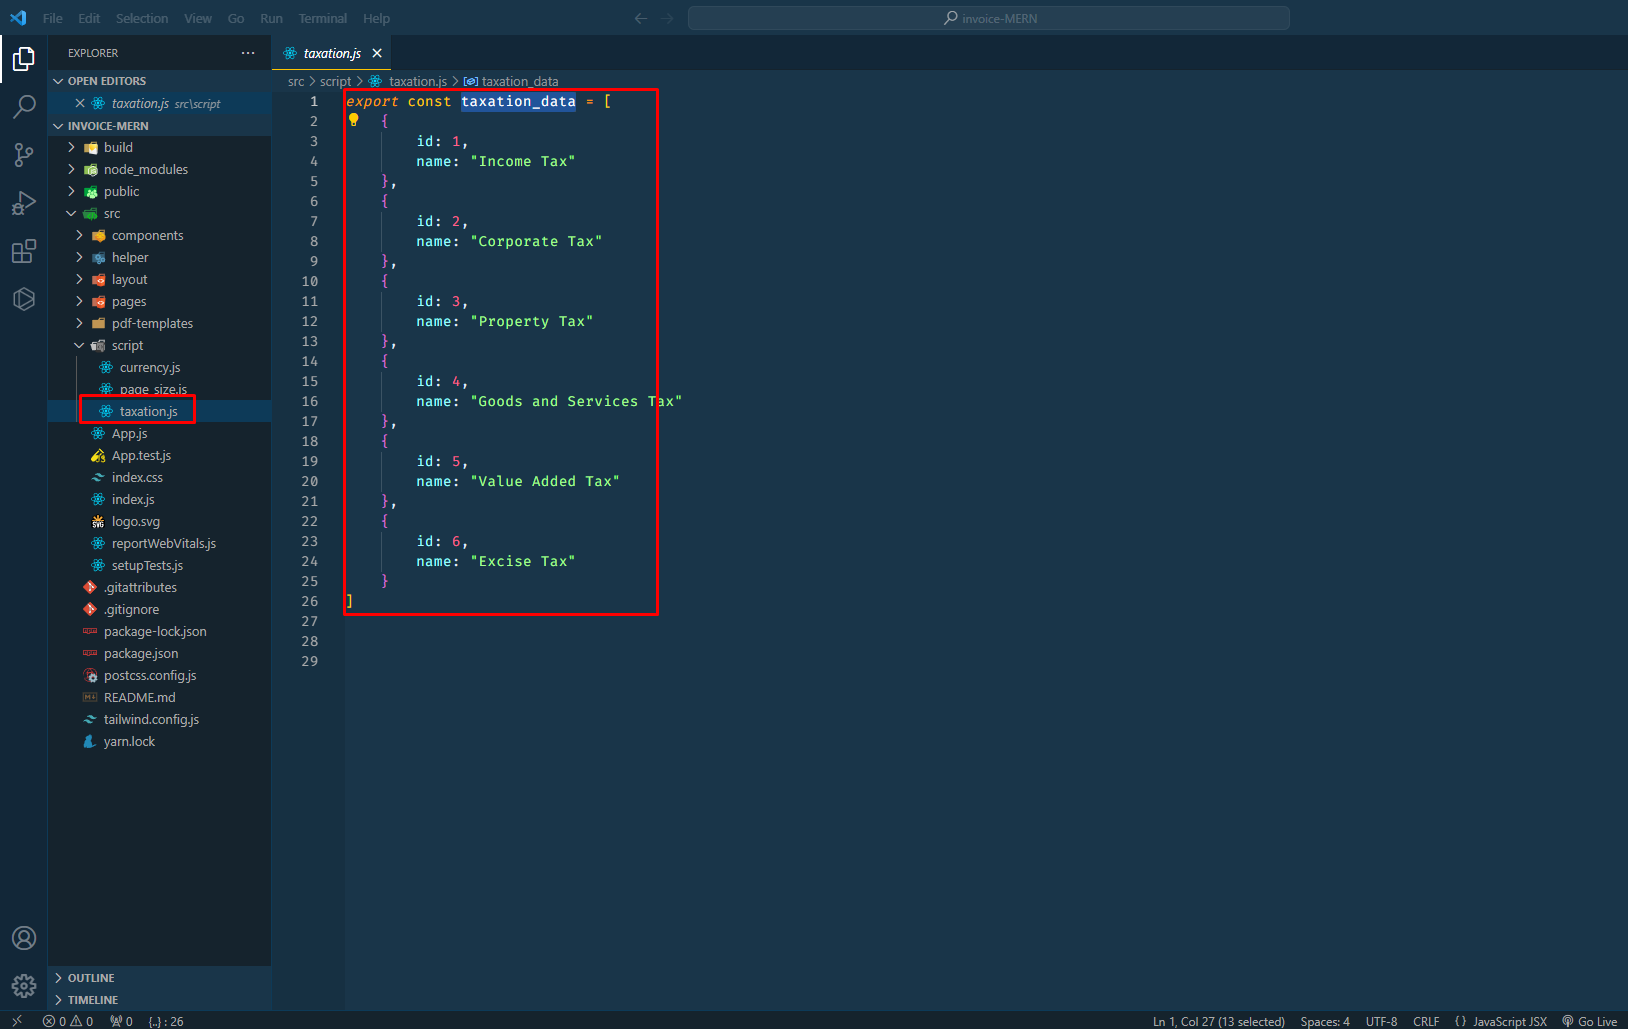 File Edit Selection View Go Run Terminal Help
invoice-MERN
EXPLORER
taxation.js
OPEN EDITORS
taxation.js src\script
INVOICE-MERN
build
node_modules
public
src
components
helper
layout
pages
pdf-templates
script
currency.js
page_size.js
taxation.js
App.js
App.test.js
index.css
index.js
logo.svg
reportWebVitals.js
setupTests.js
.gitattributes
.gitignore
package-lock.json
package.json
postcss.config.js
README.md
tailwind.config.js
yarn.lock
OUTLINE
TIMELINE
src > script > taxation.js > taxation_data
1 export const taxation_data = [
2 {
3 id: 1,
4 name: "Income Tax"
5 },
6 {
7 id: 2,
8 name: "Corporate Tax"
9 },
10 {
11 id: 3,
12 name: "Property Tax"
13 },
14 {
15 id: 4,
16 name: "Goods and Services Tax"
17 },
18 {
19 id: 5,
20 name: "Value Added Tax"
21 },
22 {
23 id: 6,
24 name: "Excise Tax"
25 }
26 ]
27
28
29
0 0 0 {..} : 26
Ln 1, Col 27 (13 selected) Spaces: 4 UTF-8 CRLF {} JavaScript JSX Go Live